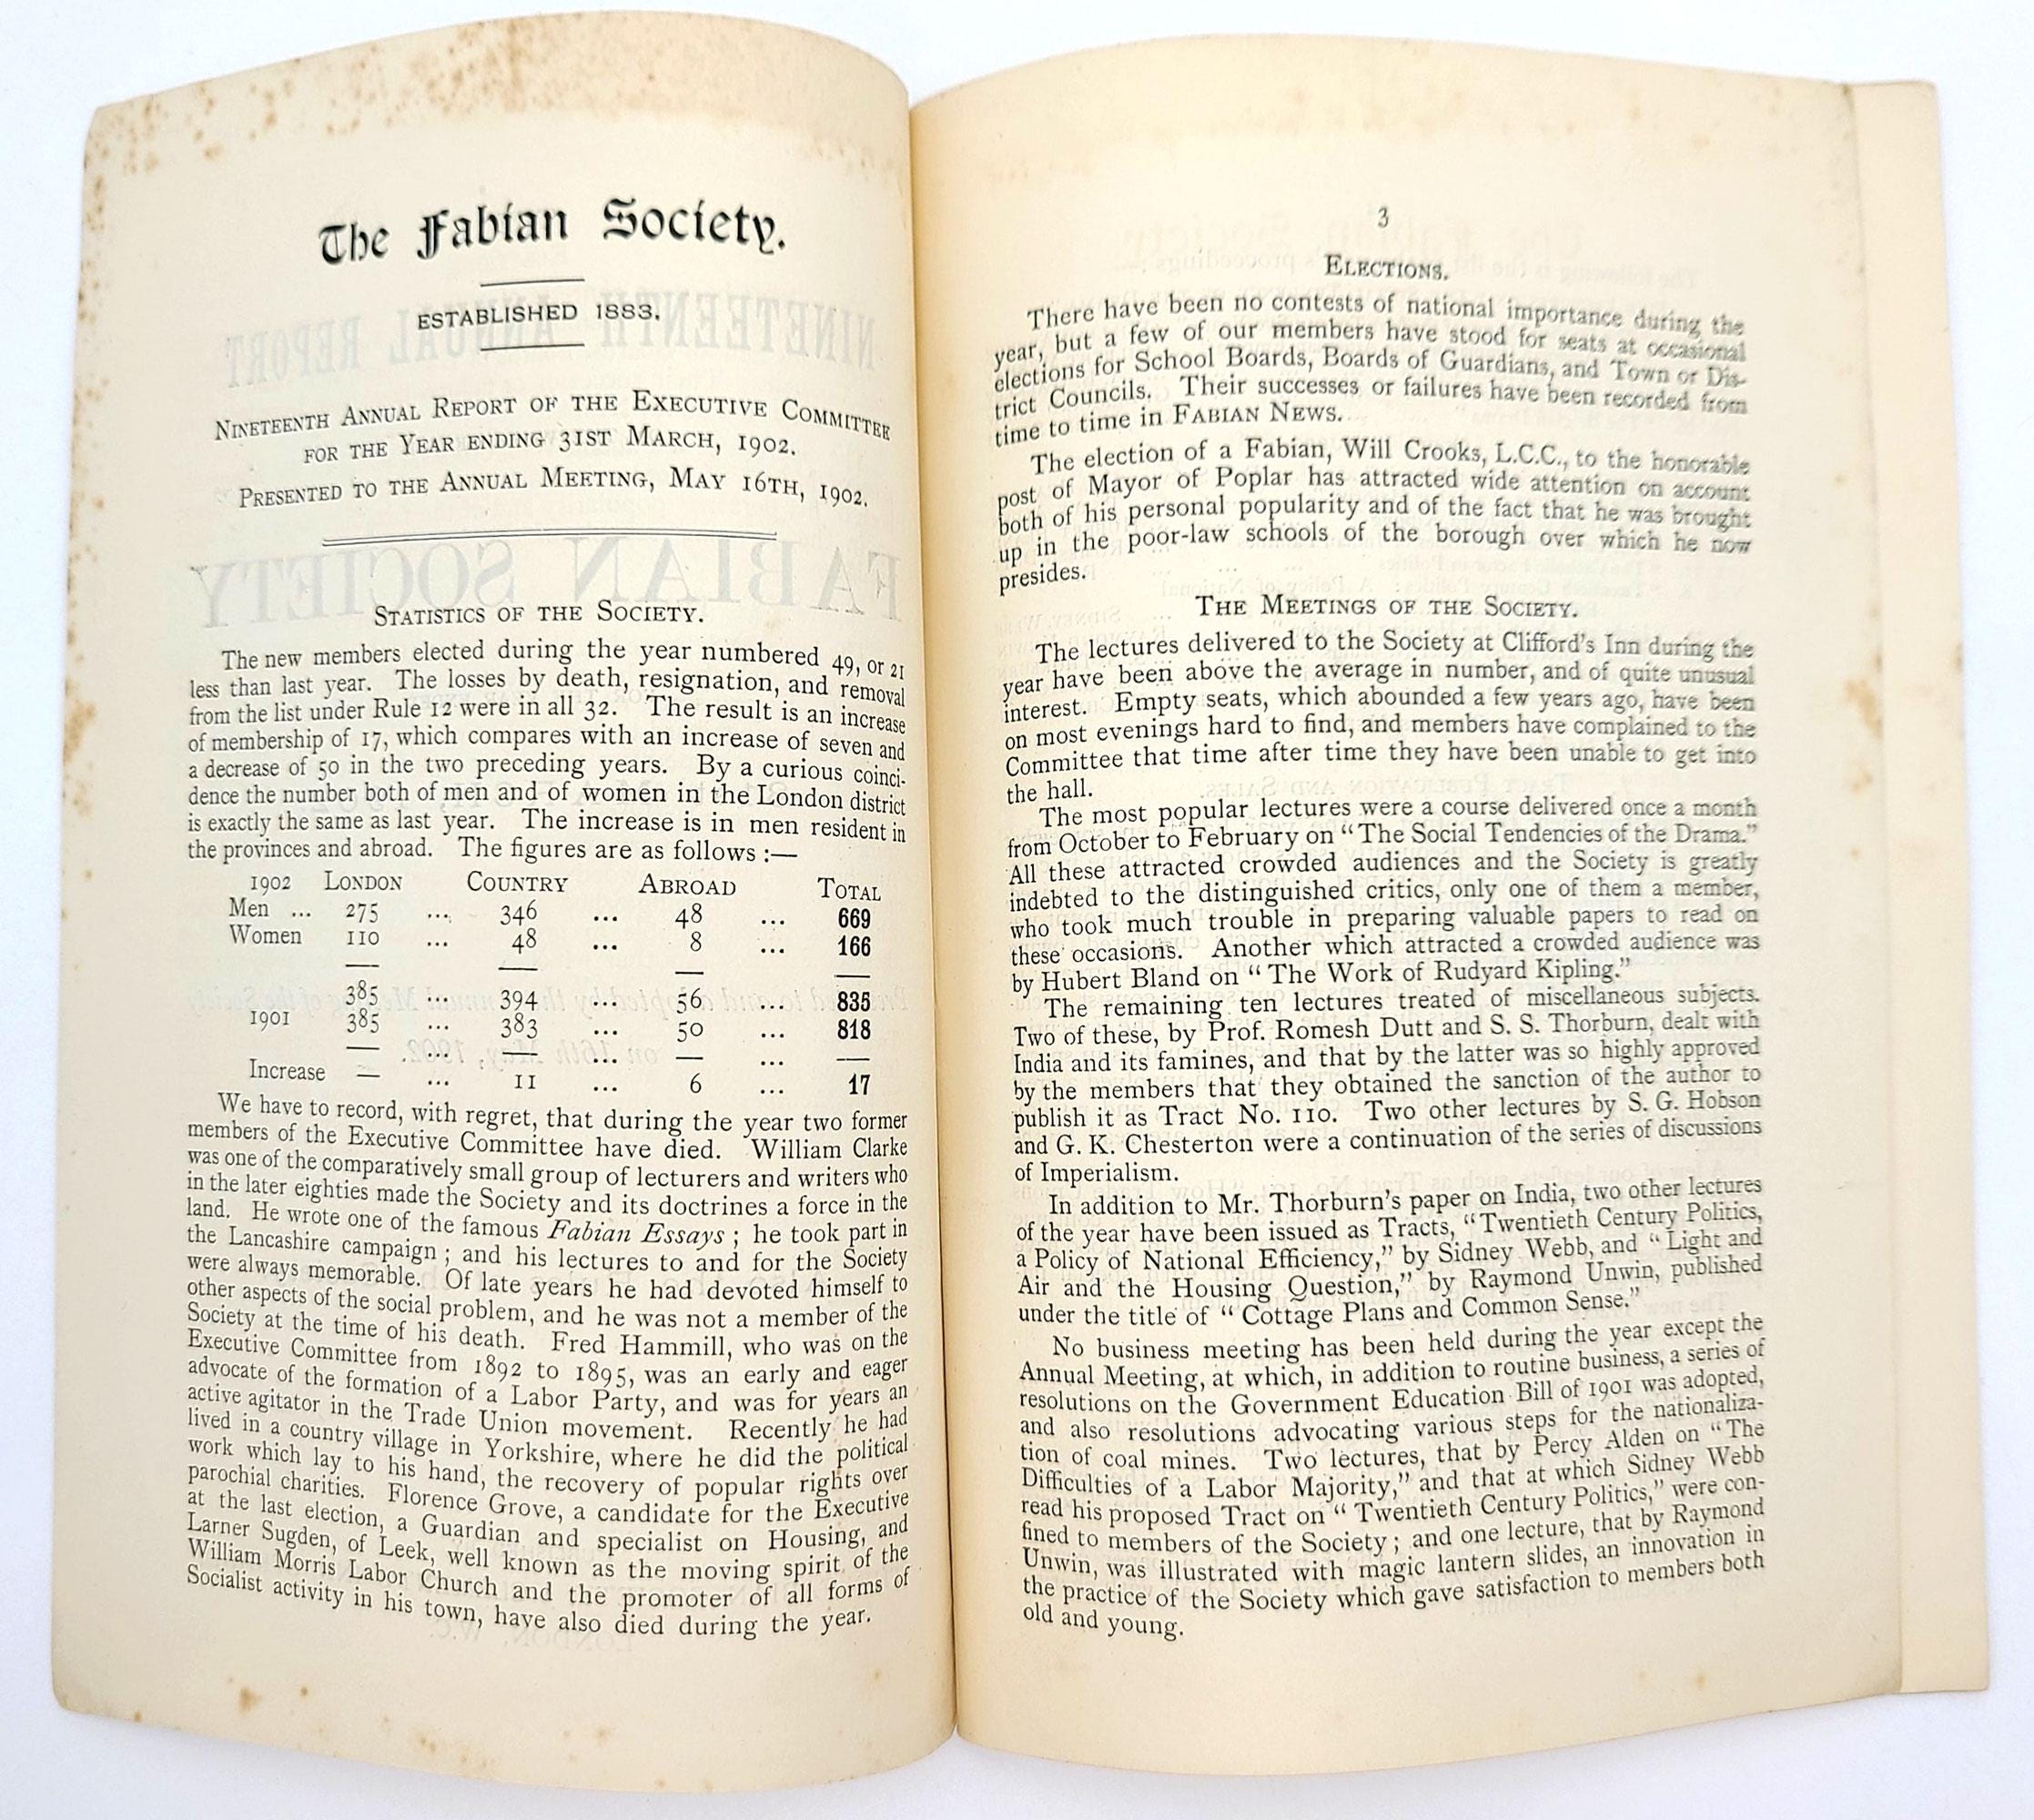 The Fabian Society.
ESTABLISHED 1883.
NINETEENTH ANNUAL REPORT OF THE EXECUTIVE COMMITTEE
FOR THE YEAR ENDING 31ST MARCH, 1902.
PRESENTED TO THE ANNUAL MEETING, MAY 16TH, 1902.
STATISTICS OF THE SOCIETY.
The new members elected during the year numbered 49, or 21
less than last year. The losses by death, resignation, and removal
from the list under Rule 12 were in all 32. The result is an increase
of membership of 17, which compares with an increase of seven and
a decrease of 50 in the two preceding years. By a curious coinci-
dence the number both of men and of women in the London district
is exactly the same as last year. The increase is in men resident in
the provinces and abroad. The figures are as follows :—
1902 LONDON COUNTRY ABROAD TOTAL
Men ... 275 ... 346 ... 48 ... 669
Women 110 ... 48 ... 8 ... 166
— — — —
385 ... 394 ... 56 ... 835
1901 385 ... 383 ... 50 ... 818
— ... — ... — ... —
Increase — ... 11 ... 6 ... 17
We have to record, with regret, that during the year two former
members of the Executive Committee have died. William Clarke
was one of the comparatively small group of lecturers and writers who
in the later eighties made the Society and its doctrines a force in the
land. He wrote one of the famous Fabian Essays ; he took part in
the Lancashire campaign ; and his lectures to and for the Society
were always memorable. Of late years he had devoted himself to
other aspects of the social problem, and he was not a member of the
Society at the time of his death. Fred Hammill, who was on the
Executive Committee from 1892 to 1895, was an early and eager
advocate of the formation of a Labor Party, and was for years an
active agitator in the Trade Union movement. Recently he had
lived in a country village in Yorkshire, where he did the political
work which lay to his hand, the recovery of popular rights over
parochial charities. Florence Grove, a candidate for the Executive
at the last election, a Guardian and specialist on Housing, and
Larner Sugden, of Leek, well known as the moving spirit of the
William Morris Labor Church and the promoter of all forms of
Socialist activity in his town, have also died during the year.
3
ELECTIONS.
There have been no contests of national importance during the
year, but a few of our members have stood for seats at occasional
elections for School Boards, Boards of Guardians, and Town or Dis-
trict Councils. Their successes or failures have been recorded from
time to time in FABIAN NEWS.
The election of a Fabian, Will Crooks, L.C.C., to the honorable
post of Mayor of Poplar has attracted wide attention on account
both of his personal popularity and of the fact that he was brought
up in the poor-law schools of the borough over which he now
presides.
THE MEETINGS OF THE SOCIETY.
The lectures delivered to the Society at Clifford's Inn during the
year have been above the average in number, and of quite unusual
interest. Empty seats, which abounded a few years ago, have been
on most evenings hard to find, and members have complained to the
Committee that time after time they have been unable to get into
the hall.
The most popular lectures were a course delivered once a month
from October to February on "The Social Tendencies of the Drama."
All these attracted crowded audiences and the Society is greatly
indebted to the distinguished critics, only one of them a member,
who took much trouble in preparing valuable papers to read on
these occasions. Another which attracted a crowded audience was
by Hubert Bland on "The Work of Rudyard Kipling."
The remaining ten lectures treated of miscellaneous subjects.
Two of these, by Prof. Romesh Dutt and S. S. Thorburn, dealt with
India and its famines, and that by the latter was so highly approved
by the members that they obtained the sanction of the author to
publish it as Tract No. 110. Two other lectures by S. G. Hobson
and G. K. Chesterton were a continuation of the series of discussions
of Imperialism.
In addition to Mr. Thorburn's paper on India, two other lectures
of the year have been issued as Tracts, "Twentieth Century Politics,
a Policy of National Efficiency," by Sidney Webb, and "Light and
Air and the Housing Question," by Raymond Unwin, published
under the title of "Cottage Plans and Common Sense."
No business meeting has been held during the year except the
Annual Meeting, at which, in addition to routine business, a series of
resolutions on the Government Education Bill of 1901 was adopted,
and also resolutions advocating various steps for the nationaliza-
tion of coal mines. Two lectures, that by Percy Alden on "The
Difficulties of a Labor Majority," and that at which Sidney Webb
read his proposed Tract on "Twentieth Century Politics," were con-
fined to members of the Society ; and one lecture, that by Raymond
Unwin, was illustrated with magic lantern slides, an innovation in
the practice of the Society which gave satisfaction to members both
old and young.